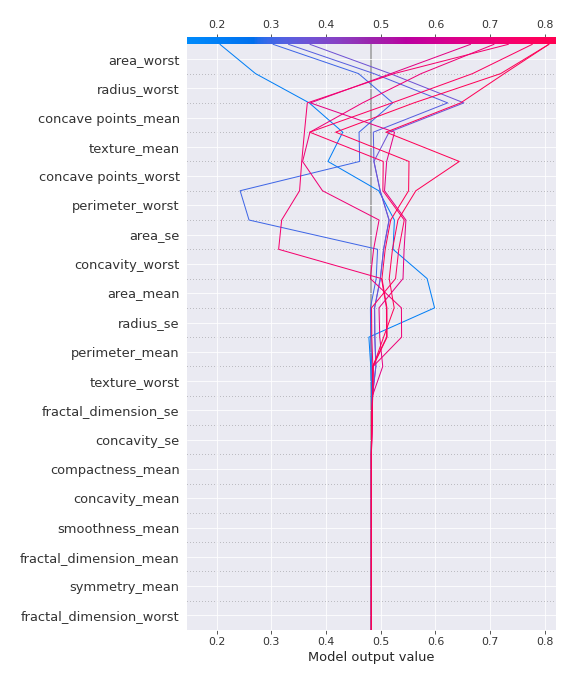 0.2 0.3 0.4 0.5 0.6 0.7 0.8
area_worst
radius_worst
concave points_mean
texture_mean
concave points_worst
perimeter_worst
area_se
concavity_worst
area_mean
radius_se
perimeter_mean
texture_worst
fractal_dimension_se
concavity_se
compactness_mean
concavity_mean
smoothness_mean
fractal_dimension_mean
symmetry_mean
fractal_dimension_worst
0.2 0.3 0.4 0.5 0.6 0.7 0.8
Model output value